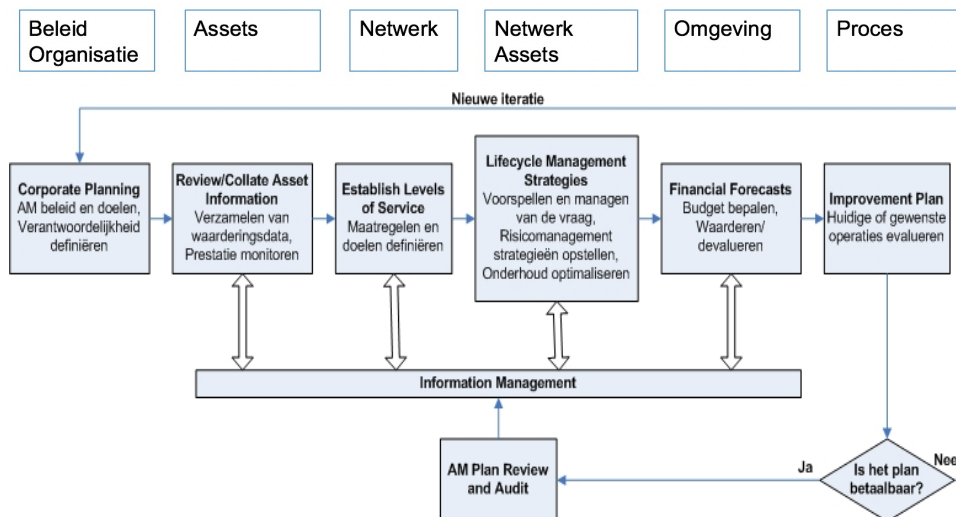 Beleid
Organisatie
Assets
Netwerk
Netwerk
Assets
Omgeving
Proces
Nieuwe iteratie
Corporate Planning
AM beleid en doelen,
Verantwoordelijkheid
definiëren
Review/Collate Asset
Information
Verzamelen van
waarderingsdata,
Prestatie monitoren
Establish Levels
of Service
Maatregelen en
doelen definiëren
Lifecycle Management
Strategies
Voorspellen en managen
van de vraag,
Risicomanagement
strategieën opstellen,
Onderhoud optimaliseren
Financial Forecasts
Budget bepalen,
Waarderen/
devalueren
Improvement Plan
Huidige of gewenste
operaties evalueren
Information Management
AM Plan Review
and Audit
Ja
Is het plan
betaalbaar?
Nee